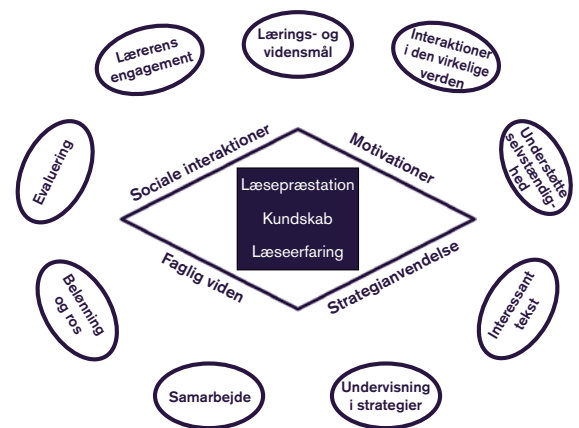 Lærings- og
vidensmål
Lærerens
engagement
Interaktioner
i den virkelige
verden
Evaluering
Understøtte
selvstændig-
hed
Sociale interaktioner
Motivationer
Læsepræstation
Kundskab
Læseerfaring
Faglig viden
Strategianvendelse
Belønning
og ros
Interessant
tekst
Samarbejde
Undervisning
i strategier